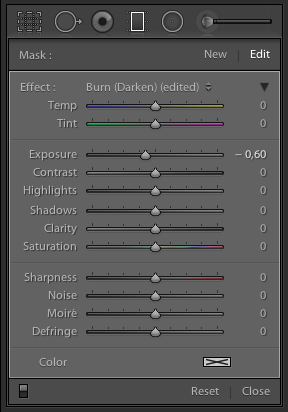 Mask : New Edit
Effect : Burn (Darken) (edited)
Temp 0
Tint 0
Exposure – 0,60
Contrast 0
Highlights 0
Shadows 0
Clarity 0
Saturation 0
Sharpness 0
Noise 0
Moiré 0
Defringe 0
Color
Reset Close